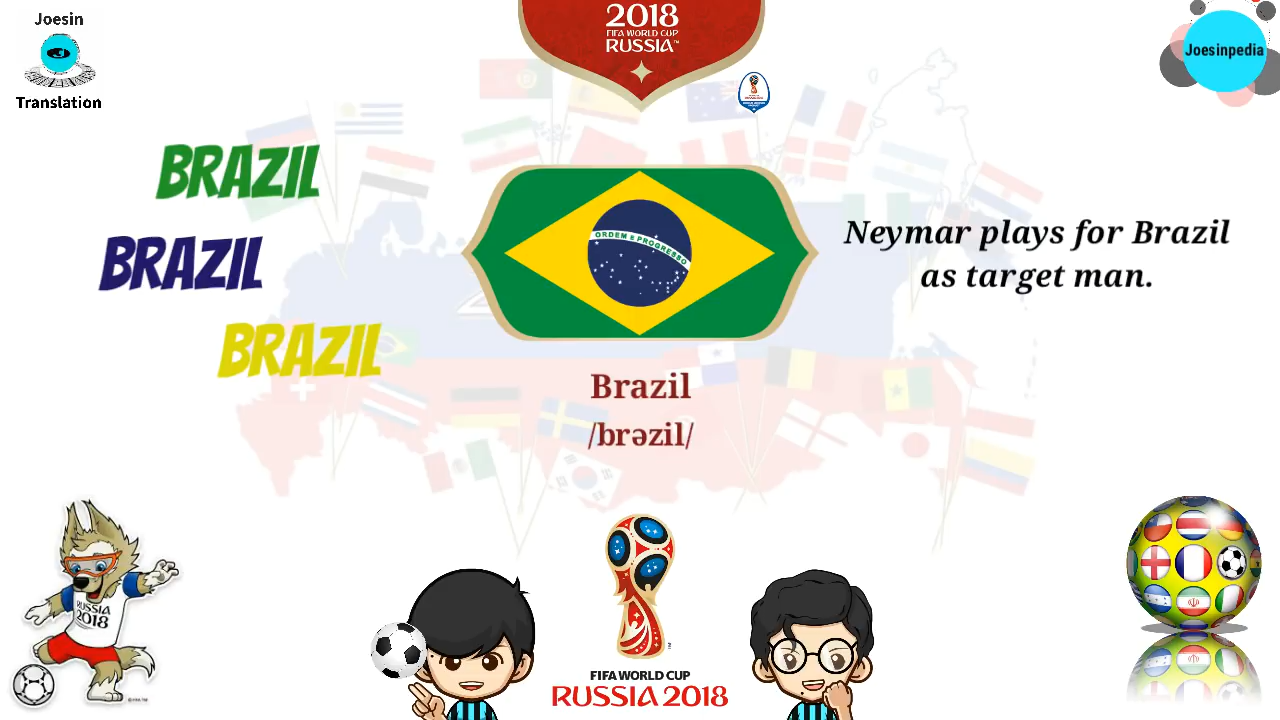 Joesin
Translation
2018
FIFA WORLD CUP
RUSSIA™
Joesinpedia
BRAZIL
BRAZIL
BRAZIL
ORDEM E PROGRESSO
Neymar plays for Brazil
as target man.
Brazil
/brəzil/
RUSSIA
2018
FIFA WORLD CUP
RUSSIA 2018